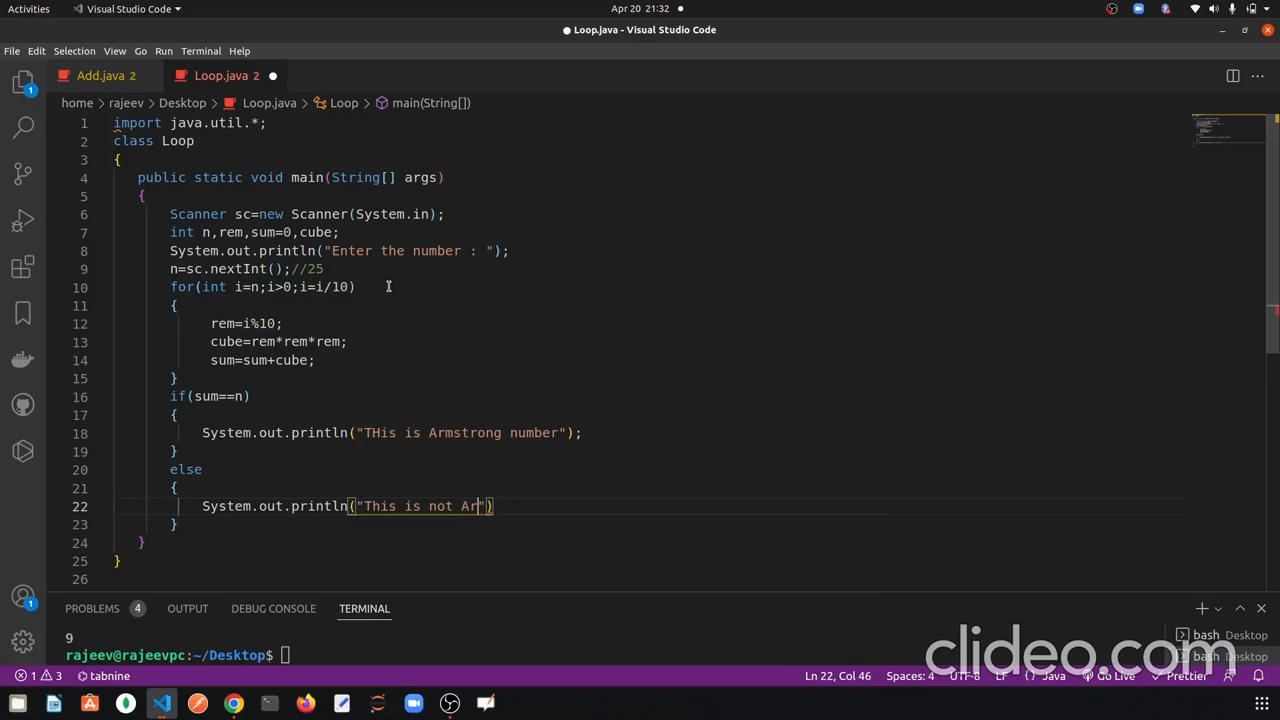 Activities Visual Studio Code Apr 20 21:32
Loop.java - Visual Studio Code
File Edit Selection View Go Run Terminal Help
Add.java 2 Loop.java 2
home rajeev Desktop Loop.java Loop main(String[])
1 import java.util.*;
2 class Loop
3 {
4 public static void main(String[] args)
5 {
6 Scanner sc=new Scanner(System.in);
7 int n,rem,sum=0,cube;
8 System.out.println("Enter the number : ");
9 n=sc.nextInt();//25
10 for(int i=n;i>0;i=i/10)
11 {
12 rem=i%10;
13 cube=rem*rem*rem;
14 sum=sum+cube;
15 }
16 if(sum==n)
17 {
18 System.out.println("THis is Armstrong number");
19 }
20 else
21 {
22 System.out.println("This is not Ar")
23 }
24 }
25 }
26
PROBLEMS 4 OUTPUT DEBUG CONSOLE TERMINAL
9
rajeev@rajeevpc:~/Desktop$
bash Desktop
bash Desktop
clideo.com
1 3 tabnine Ln 22, Col 46 Spaces: 4 UTF-8 LF Java Go Live Prettier
1
1